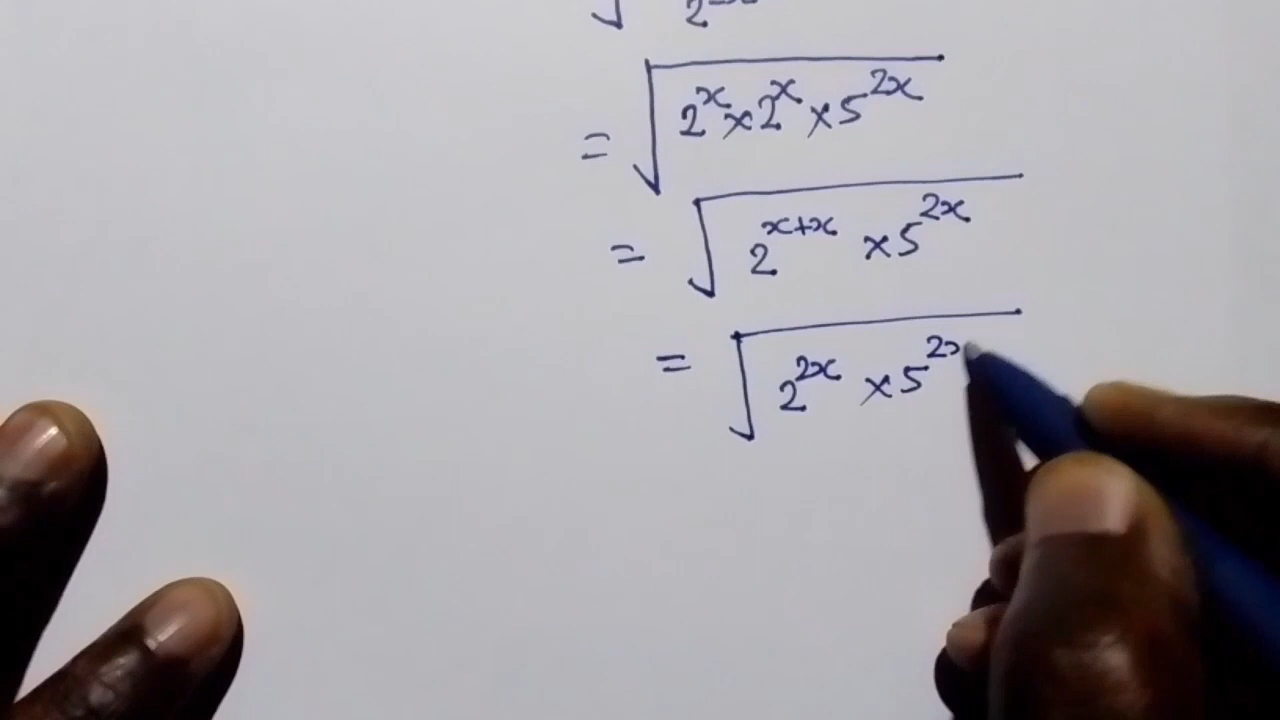 = √(2^x × 2^x × 5^2x)
= √(2^x+x × 5^2x)
= √(2^2x × 5^2x)